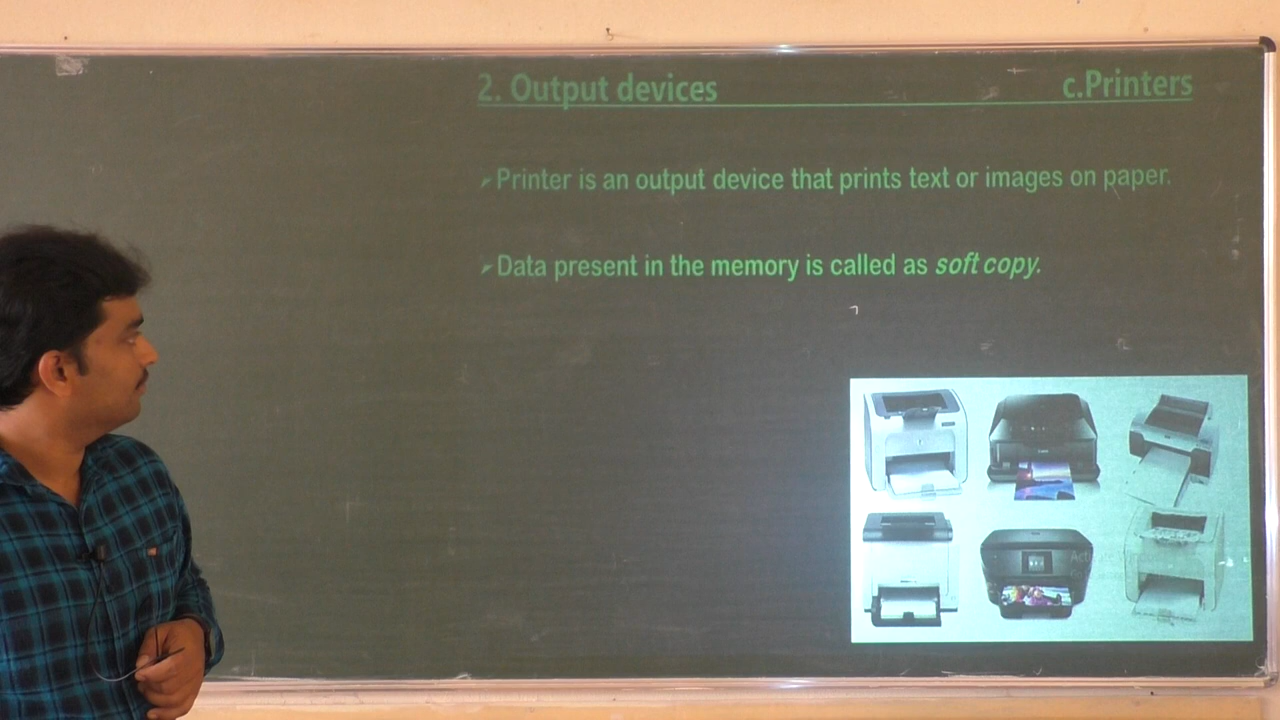 2. Output devices c.Printers
➢Printer is an output device that prints text or images on paper.
➢Data present in the memory is called as soft copy.